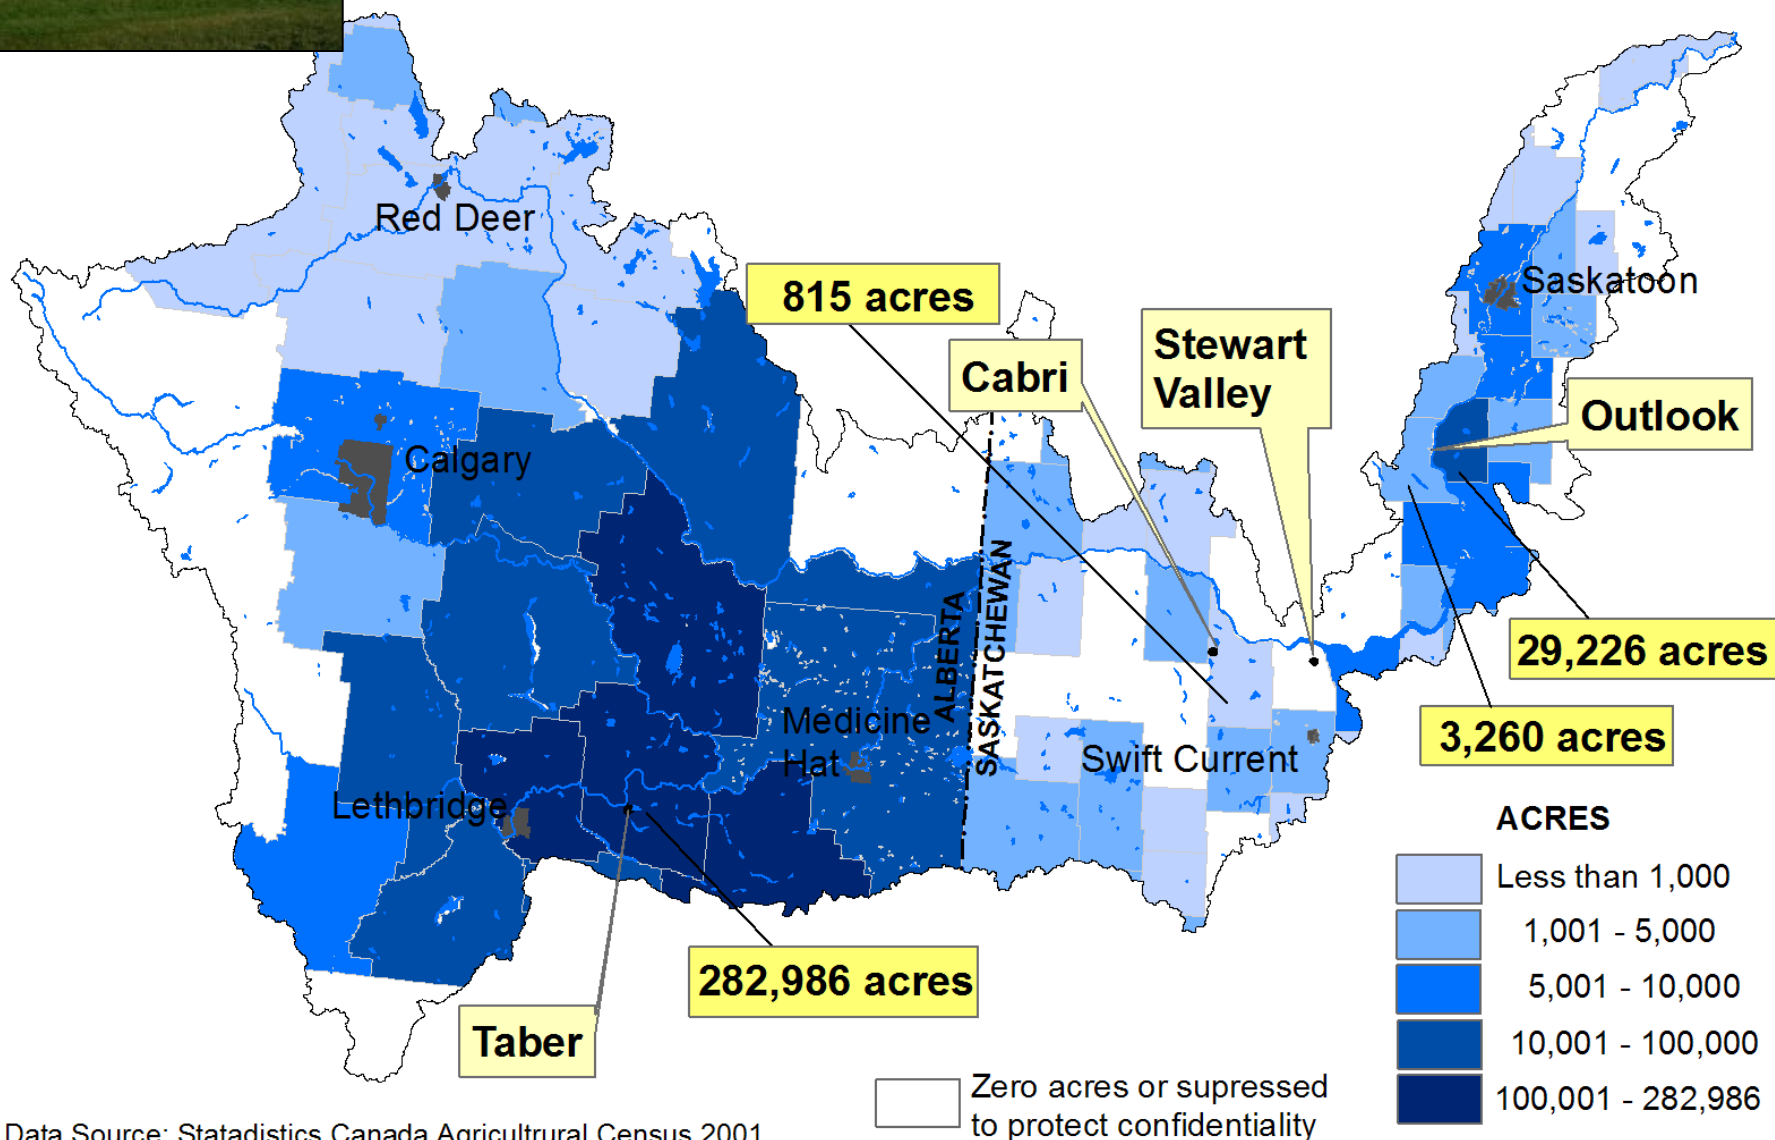 Red Deer
815 acres
Saskatoon
Stewart
Valley
Cabri
Outlook
Calgary
ALBERTA
SASKATCHEWAN
29,226 acres
3,260 acres
Medicine
Hat
Swift Current
Lethbridge
282,986 acres
Taber
ACRES
Less than 1,000
1,001 - 5,000
5,001 - 10,000
10,001 - 100,000
100,001 - 282,986
Zero acres or supressed
to protect confidentiality
Data Source: Statadistics Canada Agricultrural Census 2001